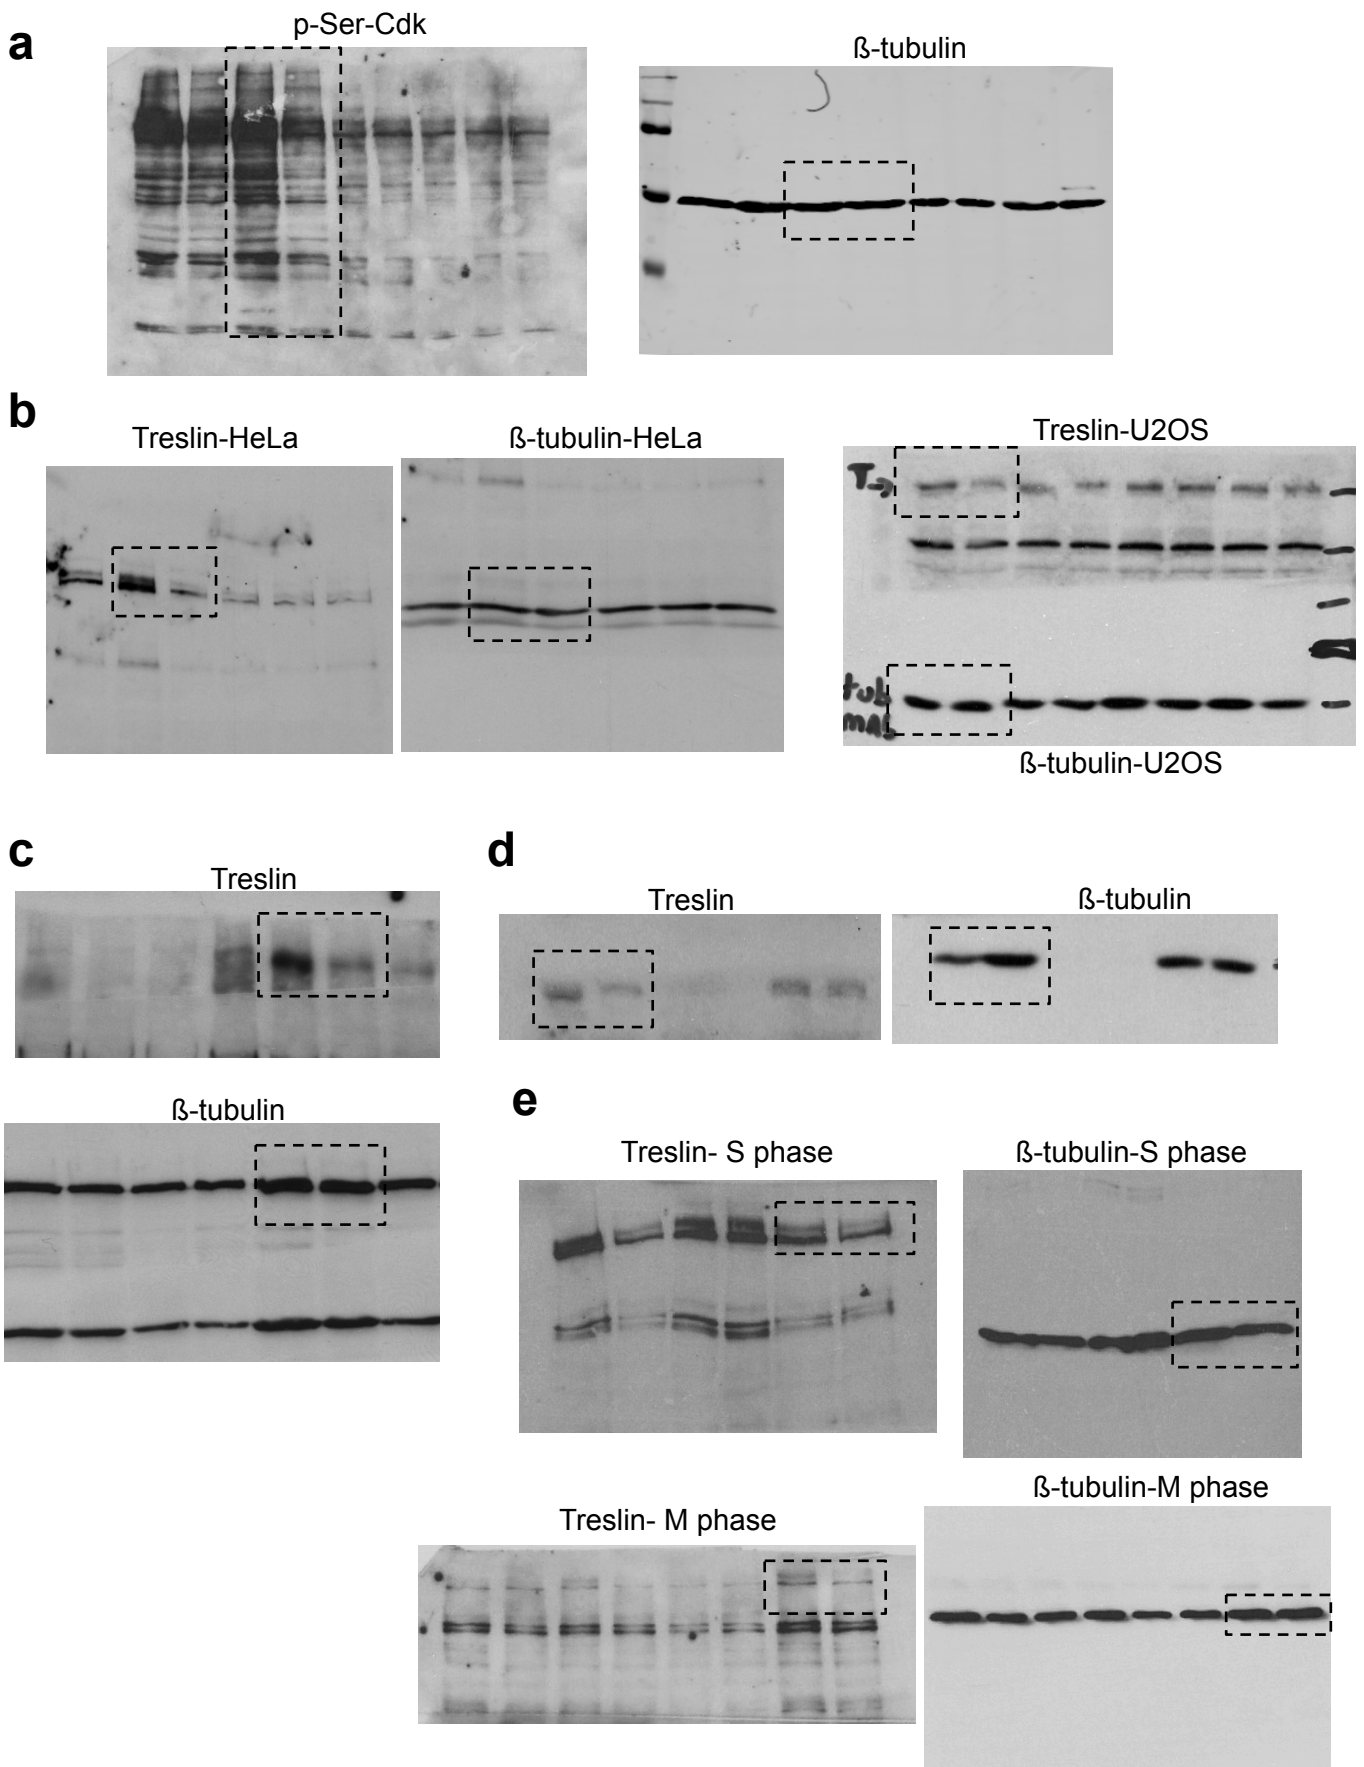 a
p-Ser-Cdk
ß-tubulin
b
Treslin-HeLa
ß-tubulin-HeLa
Treslin-U2OS
T
tub
ß-tubulin-U2OS
c
Treslin
ß-tubulin
d
Treslin
ß-tubulin
e
Treslin- S phase
ß-tubulin-S phase
Treslin- M phase
ß-tubulin-M phase